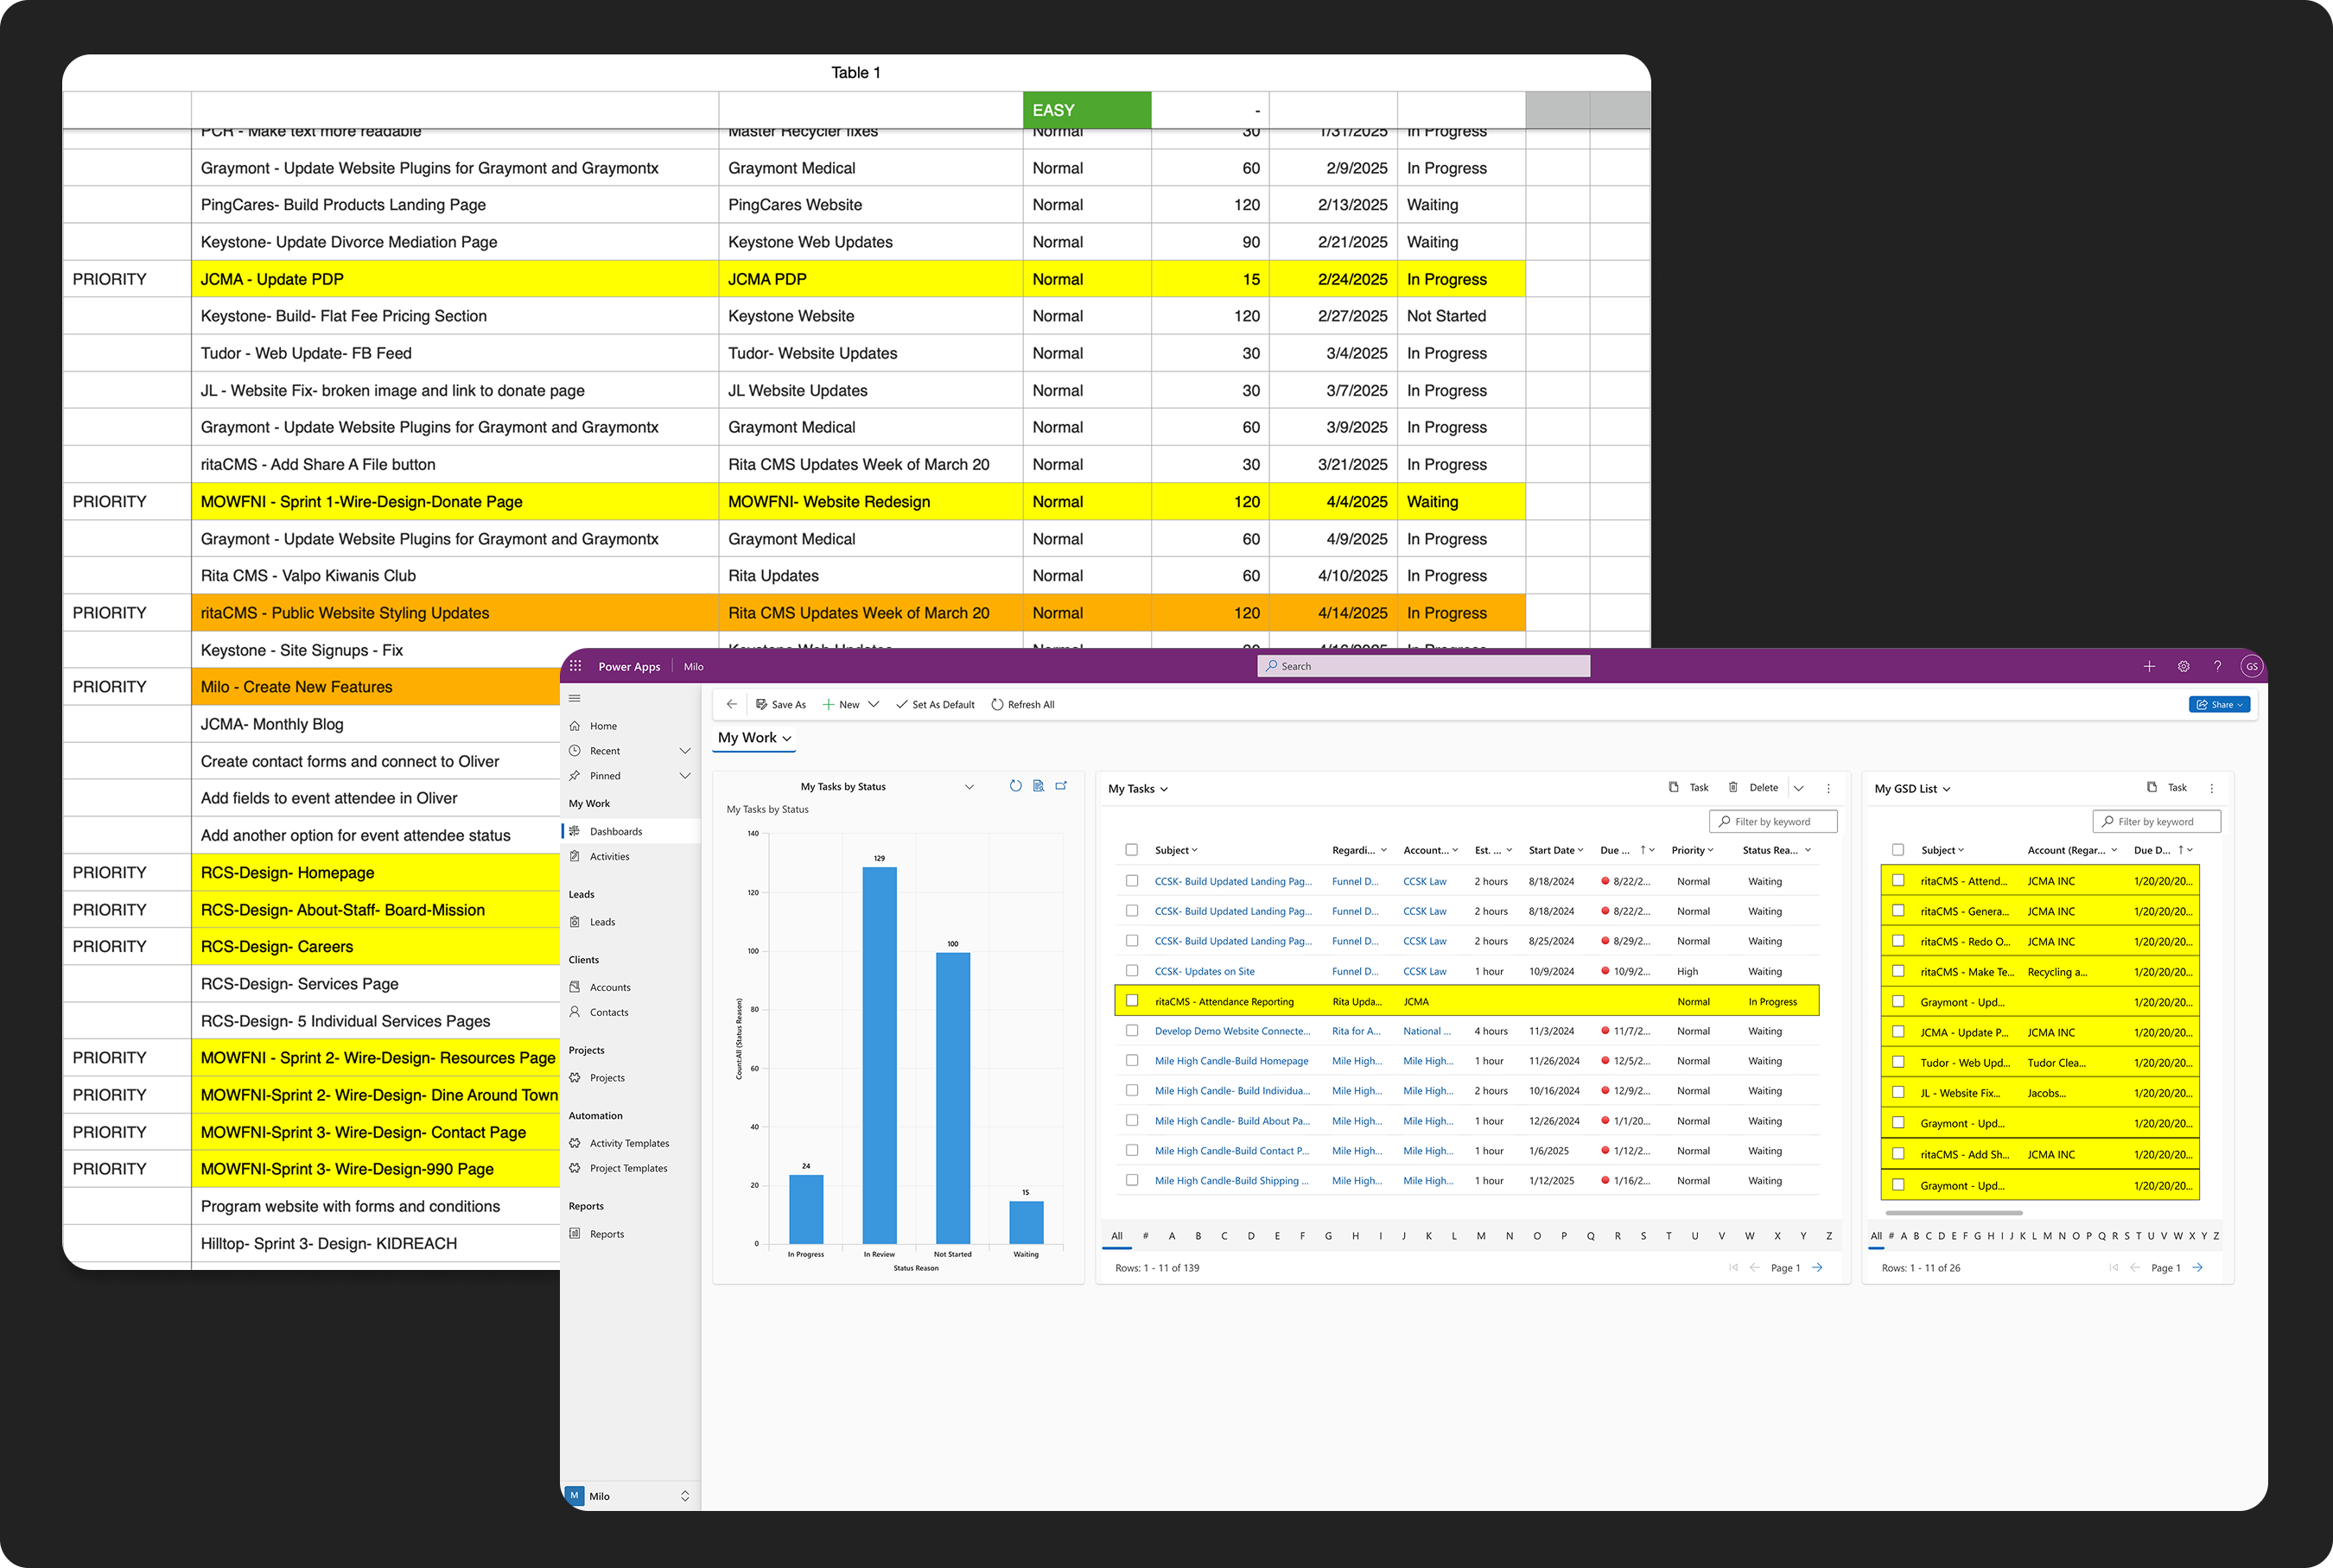 Table 1
EASY -
PCR - Make text more readable Master Recycler fixes Normal 30 1/31/2025 In Progress
Graymont - Update Website Plugins for Graymont and Graymontx Graymont Medical Normal 60 2/9/2025 In Progress
PingCares- Build Products Landing Page PingCares Website Normal 120 2/13/2025 Waiting
Keystone- Update Divorce Mediation Page Keystone Web Updates Normal 90 2/21/2025 Waiting
PRIORITY JCMA - Update PDP JCMA PDP Normal 15 2/24/2025 In Progress
Keystone- Build- Flat Fee Pricing Section Keystone Website Normal 120 2/27/2025 Not Started
Tudor - Web Update- FB Feed Tudor- Website Updates Normal 30 3/4/2025 In Progress
JL - Website Fix- broken image and link to donate page JL Website Updates Normal 30 3/7/2025 In Progress
Graymont - Update Website Plugins for Graymont and Graymontx Graymont Medical Normal 60 3/9/2025 In Progress
ritaCMS - Add Share A File button Rita CMS Updates Week of March 20 Normal 30 3/21/2025 In Progress
PRIORITY MOWFNI - Sprint 1-Wire-Design-Donate Page MOWFNI- Website Redesign Normal 120 4/4/2025 Waiting
Graymont - Update Website Plugins for Graymont and Graymontx Graymont Medical Normal 60 4/9/2025 In Progress
Rita CMS - Valpo Kiwanis Club Rita Updates Normal 60 4/10/2025 In Progress
PRIORITY ritaCMS - Public Website Styling Updates Rita CMS Updates Week of March 20 Normal 120 4/14/2025 In Progress
Keystone - Site Signups - Fix Keystone Web Updates Normal 4/16/2025 In Progress
PRIORITY Milo - Create New Features
JCMA- Monthly Blog
Create contact forms and connect to Oliver
Add fields to event attendee in Oliver
Add another option for event attendee status
PRIORITY RCS-Design- Homepage
PRIORITY RCS-Design- About-Staff- Board-Mission
PRIORITY RCS-Design- Careers
RCS-Design- Services Page
RCS-Design- 5 Individual Services Pages
PRIORITY MOWFNI - Sprint 2- Wire-Design- Resources Page
PRIORITY MOWFNI-Sprint 2- Wire-Design- Dine Around Town
PRIORITY MOWFNI-Sprint 3- Wire-Design- Contact Page
PRIORITY MOWFNI-Sprint 3- Wire-Design-990 Page
Program website with forms and conditions
Hilltop- Sprint 3- Design- KIDREACH
Power Apps Milo Search ? GS
Home
Recent
Pinned
My Work
Dashboards
Activities
Leads
Leads
Clients
Accounts
Contacts
Projects
Projects
Automation
Activity Templates
Project Templates
Reports
Reports
M Milo
Save As New Set As Default Refresh All Share
My Work
My Tasks by Status
My Tasks by Status
140
120
100
80
60
40
20
0
Count:All (Status Reason)
24
129
100
15
In Progress In Review Not Started Waiting
Status Reason
My Tasks Task Delete
Filter by keyword
Subject Regardi... Account... Est. ... Start Date Due ... Priority Status Rea...
CCSK- Build Updated Landing Pag... Funnel D... CCSK Law 2 hours 8/18/2024 8/22/2... Normal Waiting
CCSK- Build Updated Landing Pag... Funnel D... CCSK Law 2 hours 8/18/2024 8/22/2... Normal Waiting
CCSK- Build Updated Landing Pag... Funnel D... CCSK Law 2 hours 8/25/2024 8/29/2... Normal Waiting
CCSK- Updates on Site Funnel D... CCSK Law 1 hour 10/9/2024 10/9/2... High Waiting
ritaCMS - Attendance Reporting Rita Upda... JCMA Normal In Progress
Develop Demo Website Connecte... Rita for A... National ... 4 hours 11/3/2024 11/7/2... Normal Waiting
Mile High Candle-Build Homepage Mile High... Mile High... 1 hour 11/26/2024 12/5/2... Normal Waiting
Mile High Candle- Build Individua... Mile High... Mile High... 2 hours 10/16/2024 12/9/2... Normal Waiting
Mile High Candle- Build About Pa... Mile High... Mile High... 1 hour 12/26/2024 1/1/20... Normal Waiting
Mile High Candle-Build Contact P... Mile High... Mile High... 1 hour 1/6/2025 1/12/2... Normal Waiting
Mile High Candle-Build Shipping ... Mile High... Mile High... 1 hour 1/12/2025 1/16/2... Normal Waiting
All # A B C D E F G H I J K L M N O P Q R S T U V W X Y Z
Rows: 1 - 11 of 139 Page 1
My GSD List Task
Filter by keyword
Subject Account (Regar... Due D...
ritaCMS - Attend... JCMA INC 1/20/20/20...
ritaCMS - Genera... JCMA INC 1/20/20/20...
ritaCMS - Redo O... JCMA INC 1/20/20/20...
ritaCMS - Make Te... Recycling a... 1/20/20/20...
Graymont - Upd... 1/20/20/20...
JCMA - Update P... JCMA INC 1/20/20/20...
Tudor - Web Upd... Tudor Clea... 1/20/20/20...
JL - Website Fix... Jacobs... 1/20/20/20...
Graymont - Upd... 1/20/20/20...
ritaCMS - Add Sh... JCMA INC 1/20/20/20...
Graymont - Upd... 1/20/20/20...
All # A B C D E F G H I J K L M N O P Q R S T U V W X Y Z
Rows: 1 - 11 of 26 Page 1